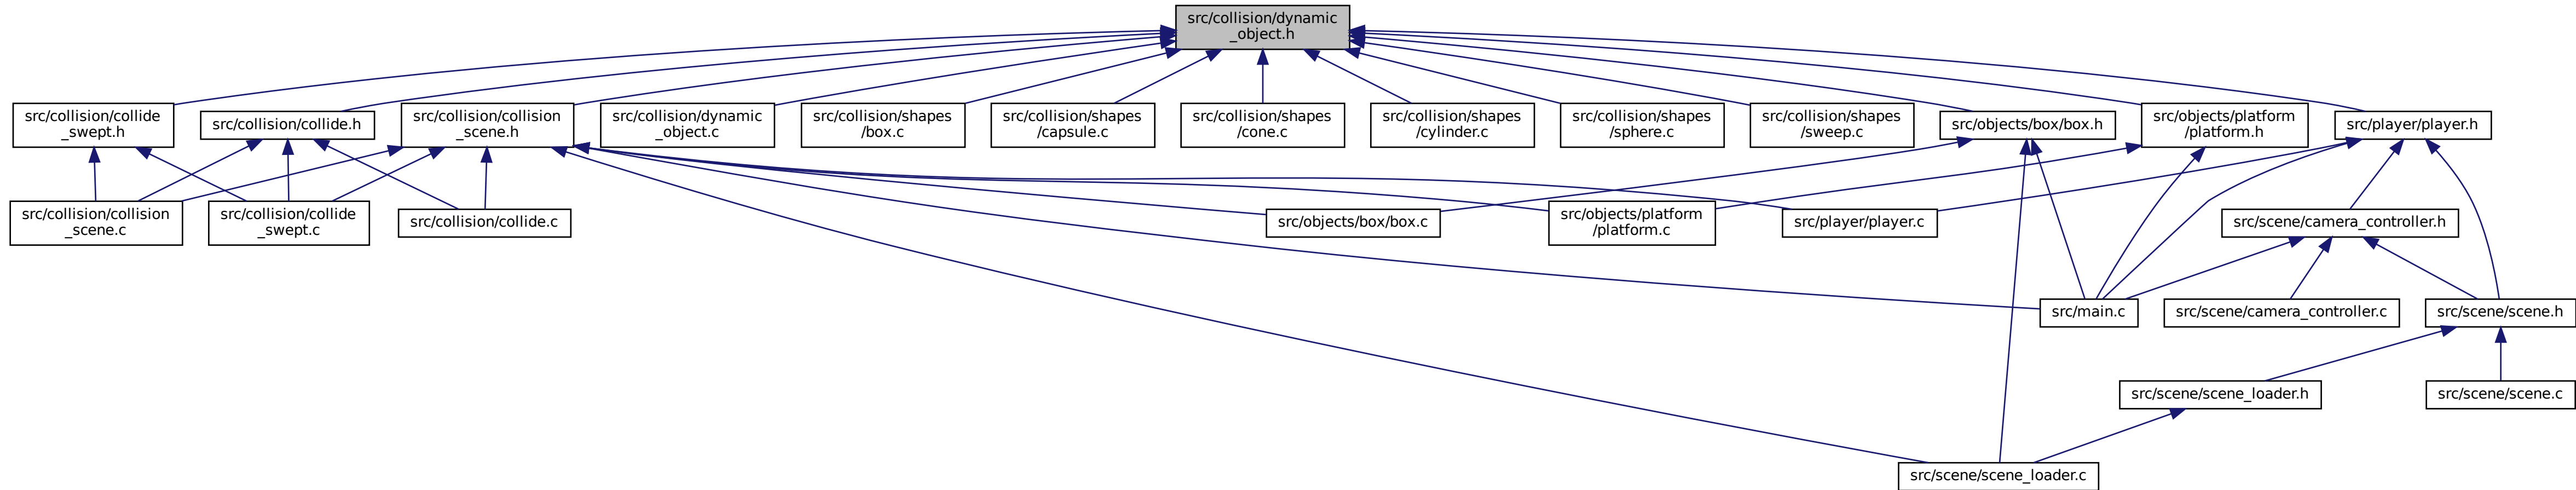 src/collision/dynamic
_object.h
src/collision/collide
_swept.h
src/collision/collide.h
src/collision/collision
_scene.h
src/collision/dynamic
_object.c
src/collision/shapes
/box.c
src/collision/shapes
/capsule.c
src/collision/shapes
/cone.c
src/collision/shapes
/cylinder.c
src/collision/shapes
/sphere.c
src/collision/shapes
/sweep.c
src/objects/box/box.h
src/objects/platform
/platform.h
src/player/player.h
src/collision/collision
_scene.c
src/collision/collide
_swept.c
src/collision/collide.c
src/objects/box/box.c
src/objects/platform
/platform.c
src/player/player.c
src/scene/camera_controller.h
src/main.c
src/scene/camera_controller.c
src/scene/scene.h
src/scene/scene_loader.h
src/scene/scene.c
src/scene/scene_loader.c